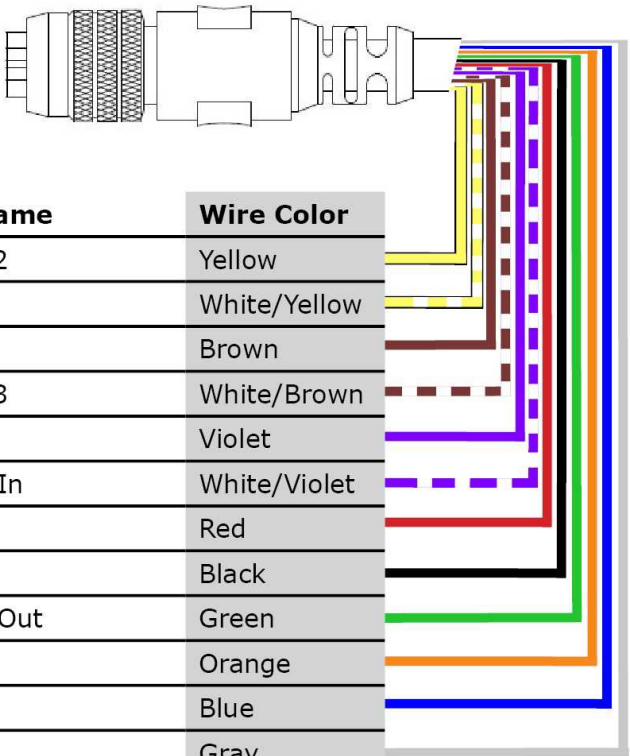 ame Wire Color
2 Yellow
White/Yellow
Brown
3 White/Brown
Violet
In White/Violet
Red
Black
Out Green
Orange
Blue
Gray